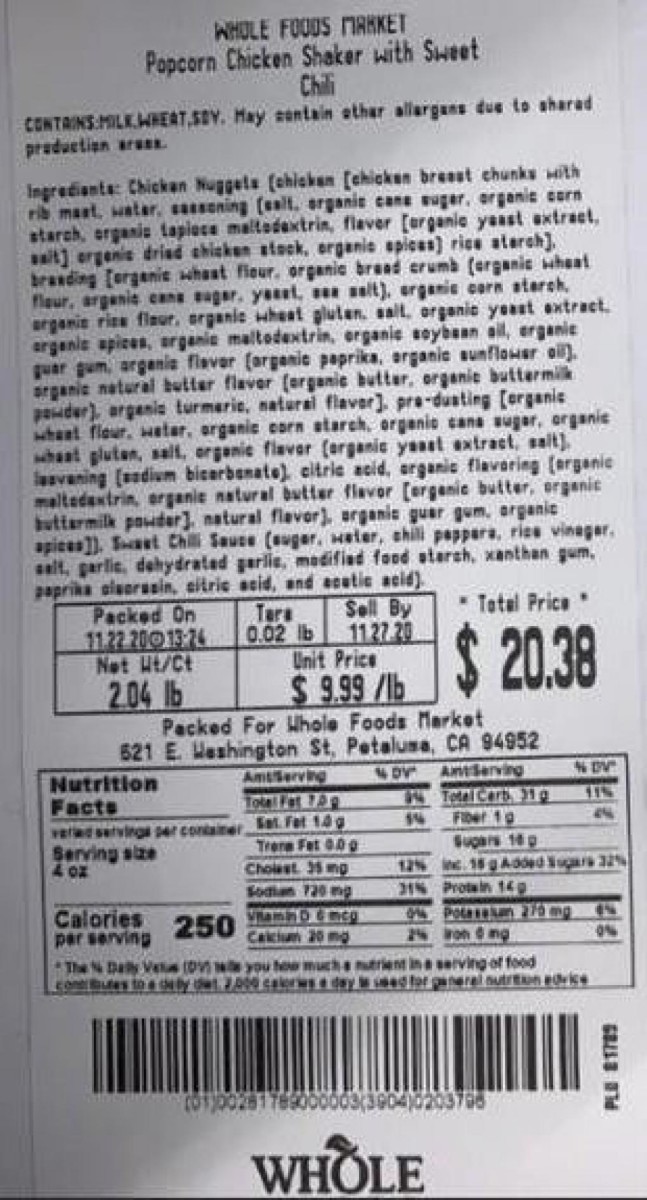 WHOLE FOODS MARKET
Popcorn Chicken Shaker with Sweet
Chili
CONTAINS:MILK,WHEAT,SOY. May contain other allergens due to shared
production areas.
Ingredients: Chicken Nuggets (chicken [chicken breast chunks with
rib meat, water, seasoning (salt, organic cane sugar, organic corn
starch, organic tapioca maltodextrin, flavor [organic yeast extract,
salt] organic dried chicken stock, organic spices) rice starch],
breading [organic wheat flour, organic bread crumb (organic wheat
flour, organic cane sugar, yeast, sea salt), organic corn starch,
organic rice flour, organic wheat gluten, salt, organic yeast extract,
organic spices, organic maltodextrin, organic soybean oil, organic
guar gum, organic flavor (organic paprika, organic sunflower oil),
organic natural butter flavor (organic butter, organic buttermilk
powder), organic turmeric, natural flavor], pre-dusting [organic
wheat flour, water, organic corn starch, organic cane sugar, organic
wheat gluten, salt, organic flavor (organic yeast extract, salt),
leavening (sodium bicarbonate), citric acid, organic flavoring (organic
maltodextrin, organic natural butter flavor [organic butter, organic
buttermilk powder], natural flavor), organic guar gum, organic
spices]), Sweet Chili Sauce (sugar, water, chili peppers, rice vinegar,
salt, garlic, dehydrated garlic, modified food starch, xanthan gum,
paprika oleoresin, citric acid, and acetic acid)
Packed On Tare Sell By * Total Price *
11.22.20@13:24 0.02 lb 11.27.20
Net Wt/Ct Unit Price $ 20.38
2.04 lb $ 9.99 /lb
Packed For Whole Foods Market
621 E. Washington St, Petaluma, CA 94952
Nutrition Amt/Serving % DV* Amt/Serving % DV*
Facts Total Fat 7.0 g 9% Total Carb. 31 g 11%
varied servings per container Sat. Fat 1.0 g 5% Fiber 1 g 4%
Serving size Trans Fat 0.0 g Sugars 16 g
4 oz Cholest. 35 mg 12% Inc. 16 g Added Sugars 32%
Sodium 720 mg 31% Protein 14 g
Calories 250 Vitamin D 0 mcg 0% Potassium 270 mg 6%
per serving Calcium 20 mg 2% Iron 0 mg 0%
* The % Daily Value (DV) tells you how much a nutrient in a serving of food
contributes to a daily diet. 2,000 calories a day is used for general nutrition advice
PLU 81789
(01)00281789000003(3904)0203796
WHOLE